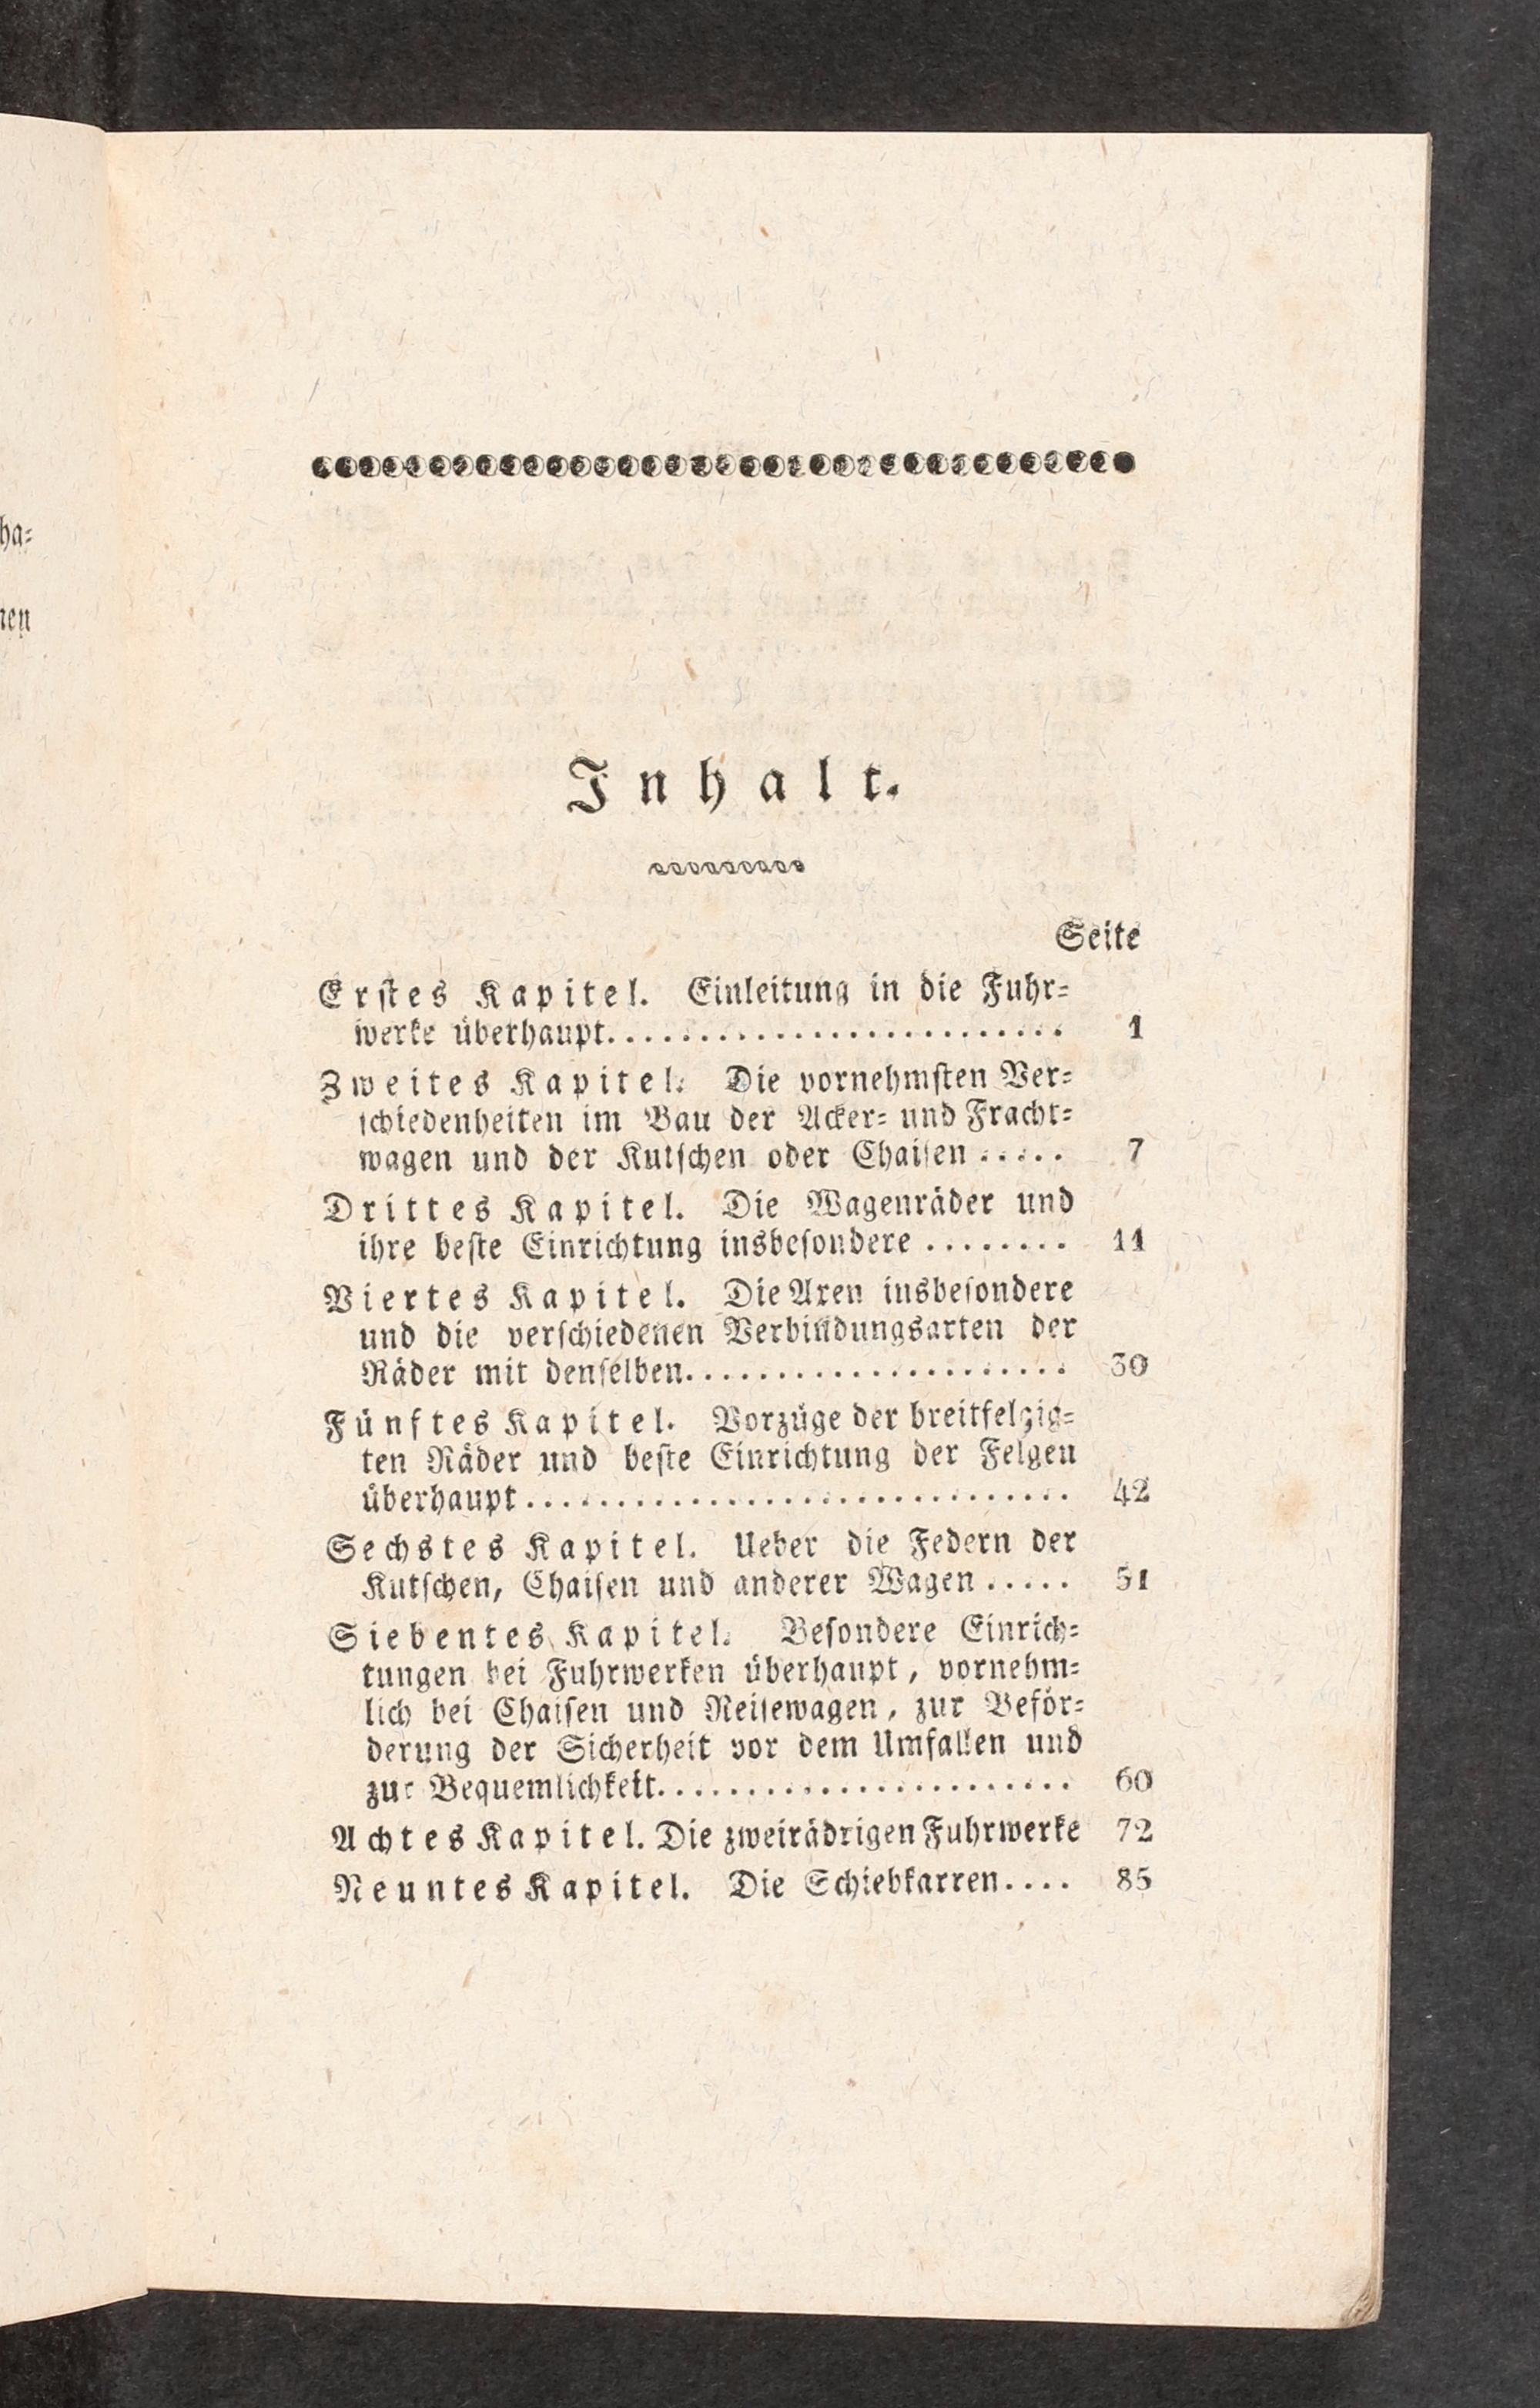 ha⸗
nen
Inhalt.
Seite
Erstes Kapitel. Einleitung in die Fuhr⸗
werke überhaupt......................... 1
Zweites Kapitel. Die vornehmsten Ver⸗
schiedenheiten im Bau der Acker⸗ und Fracht⸗
wagen und der Kutschen oder Chaisen ..... 7
Drittes Kapitel. Die Wagenräder und
ihre beste Einrichtung insbesondere ........ 11
Viertes Kapitel. Die Axen insbesondere
und die verschiedenen Verbindungsarten der
Räder mit denselben..................... 30
Fünftes Kapitel. Vorzüge der breitfelgig⸗
ten Räder und beste Einrichtung der Felgen
überhaupt .............................. 42
Sechstes Kapitel. Ueber die Federn der
Kutschen, Chaisen und anderer Wagen ..... 51
Siebentes Kapitel. Besondere Einrich⸗
tungen bei Fuhrwerken überhaupt, vornehm⸗
lich bei Chaisen und Reisewagen, zur Beför⸗
derung der Sicherheit vor dem Umfallen und
zur Bequemlichkeit....................... 60
Achtes Kapitel. Die zweirädrigen Fuhrwerke 72
Neuntes Kapitel. Die Schiebkarren.... 85